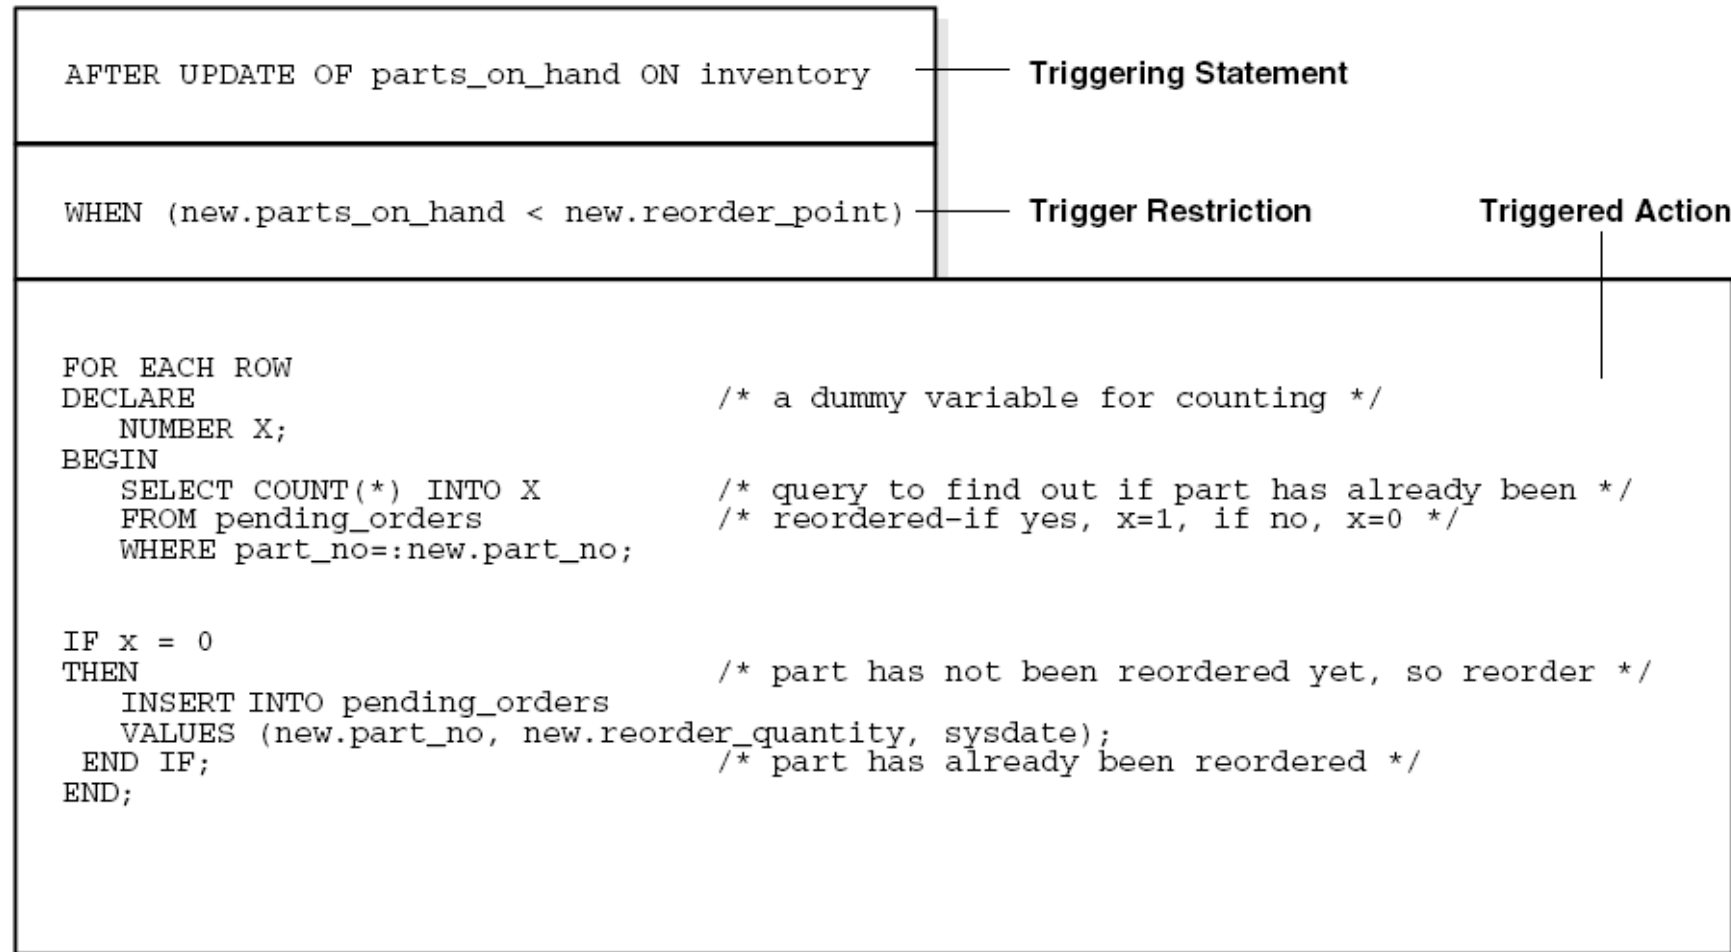 AFTER UPDATE OF parts_on_hand ON inventory
Triggering Statement
WHEN (new.parts_on_hand < new.reorder_point)
Trigger Restriction
Triggered Action
FOR EACH ROW
DECLARE /* a dummy variable for counting */
NUMBER X;
BEGIN
SELECT COUNT(*) INTO X /* query to find out if part has already been */
FROM pending_orders /* reordered-if yes, x=1, if no, x=0 */
WHERE part_no=:new.part_no;
IF x = 0
THEN /* part has not been reordered yet, so reorder */
INSERT INTO pending_orders
VALUES (new.part_no, new.reorder_quantity, sysdate);
END IF; /* part has already been reordered */
END;